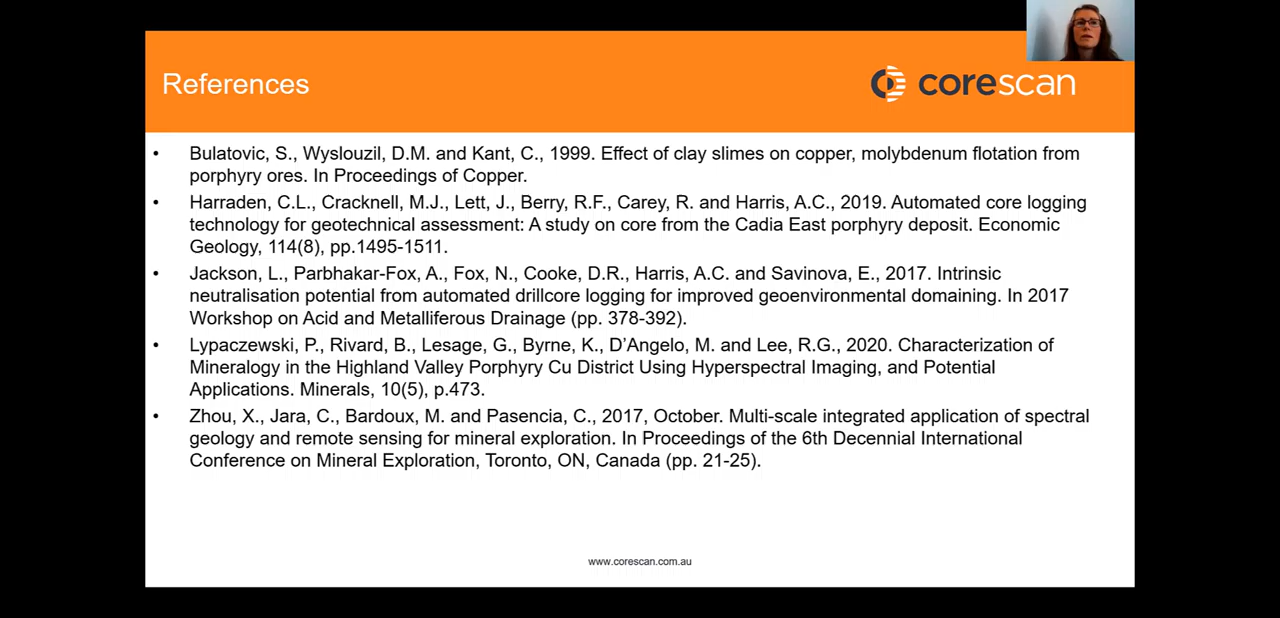 References
corescan
• Bulatovic, S., Wyslouzil, D.M. and Kant, C., 1999. Effect of clay slimes on copper, molybdenum flotation from
porphyry ores. In Proceedings of Copper.
• Harraden, C.L., Cracknell, M.J., Lett, J., Berry, R.F., Carey, R. and Harris, A.C., 2019. Automated core logging
technology for geotechnical assessment: A study on core from the Cadia East porphyry deposit. Economic
Geology, 114(8), pp.1495-1511.
• Jackson, L., Parbhakar-Fox, A., Fox, N., Cooke, D.R., Harris, A.C. and Savinova, E., 2017. Intrinsic
neutralisation potential from automated drillcore logging for improved geoenvironmental domaining. In 2017
Workshop on Acid and Metalliferous Drainage (pp. 378-392).
• Lypaczewski, P., Rivard, B., Lesage, G., Byrne, K., D’Angelo, M. and Lee, R.G., 2020. Characterization of
Mineralogy in the Highland Valley Porphyry Cu District Using Hyperspectral Imaging, and Potential
Applications. Minerals, 10(5), p.473.
• Zhou, X., Jara, C., Bardoux, M. and Pasencia, C., 2017, October. Multi-scale integrated application of spectral
geology and remote sensing for mineral exploration. In Proceedings of the 6th Decennial International
Conference on Mineral Exploration, Toronto, ON, Canada (pp. 21-25).
www.corescan.com.au